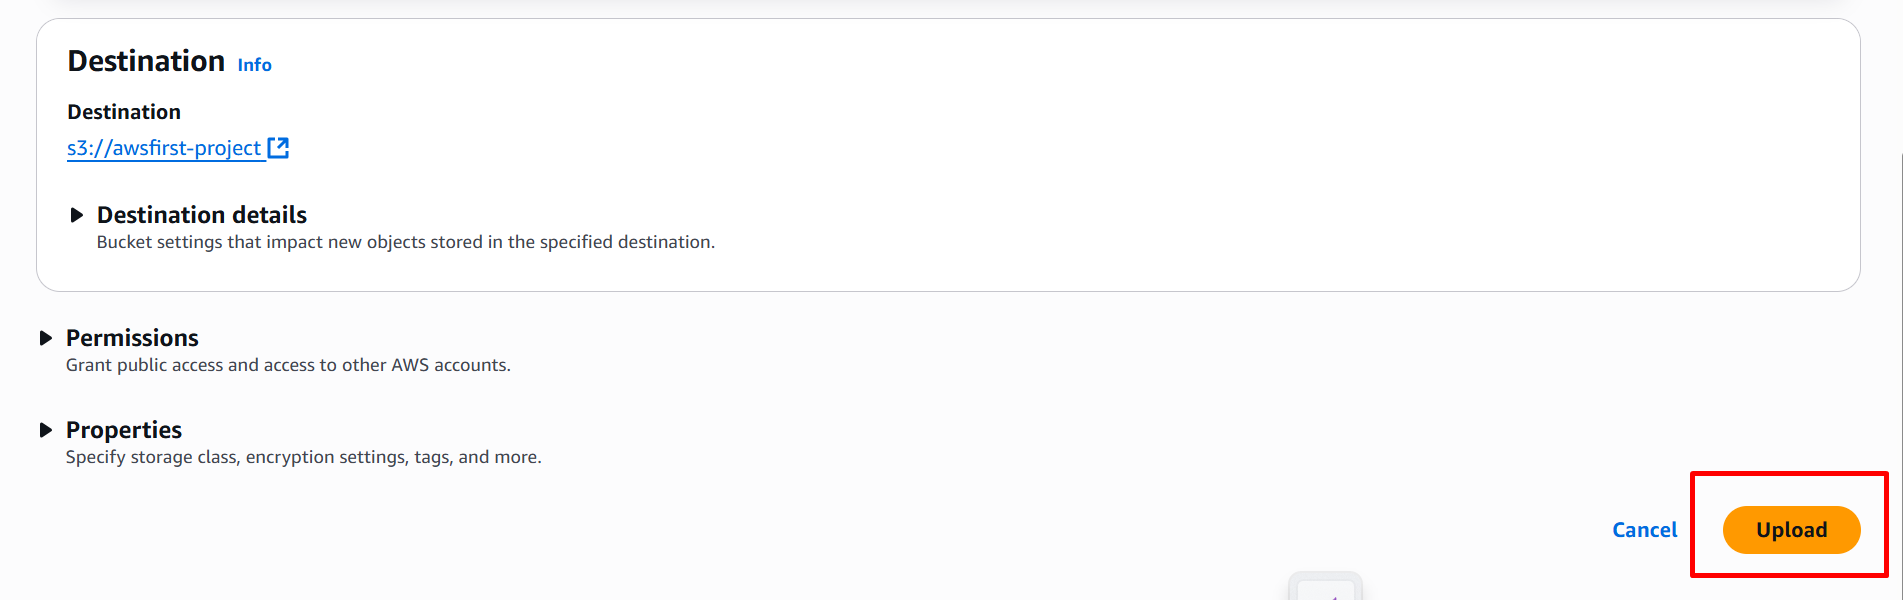 Destination Info
Destination
s3://awsfirst-project
Destination details
Bucket settings that impact new objects stored in the specified destination.
Permissions
Grant public access and access to other AWS accounts.
Properties
Specify storage class, encryption settings, tags, and more.
Cancel Upload